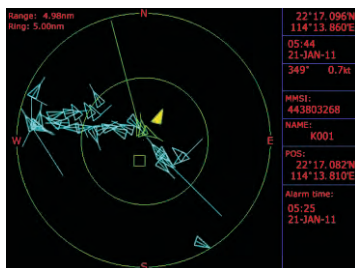 Range: 4.98nm
Ring: 5.00nm
N
W
E
S
22°17.096'N
114°13.860'E
05:44
21-JAN-11
349° 0.7kt
MMSI:
443803268
NAME:
K001
POS:
22°17.082'N
114°13.810'E
Alarm time:
05:25
21-JAN-11